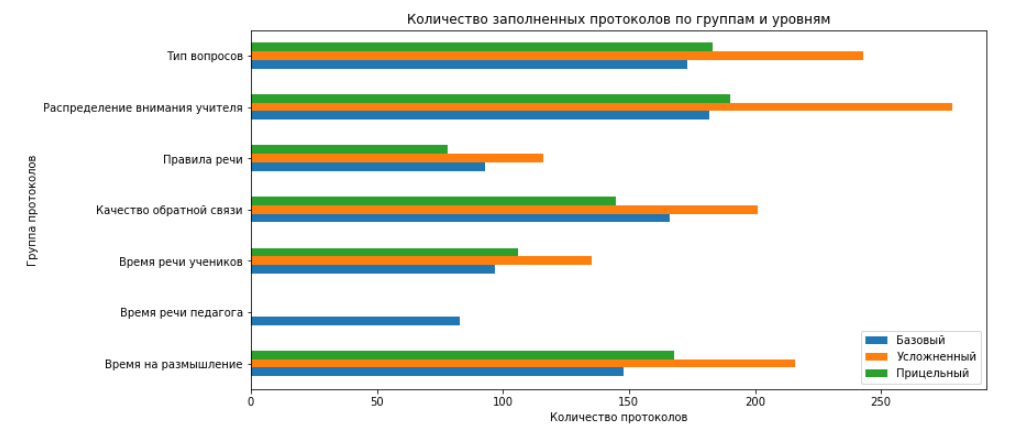 Количество заполненных протоколов по группам и уровням
Группа протоколов
Тип вопросов
Распределение внимания учителя
Правила речи
Качество обратной связи
Время речи учеников
Время речи педагога
Время на размышление
Базовый
Усложненный
Прицельный
0 50 100 150 200 250
Количество протоколов